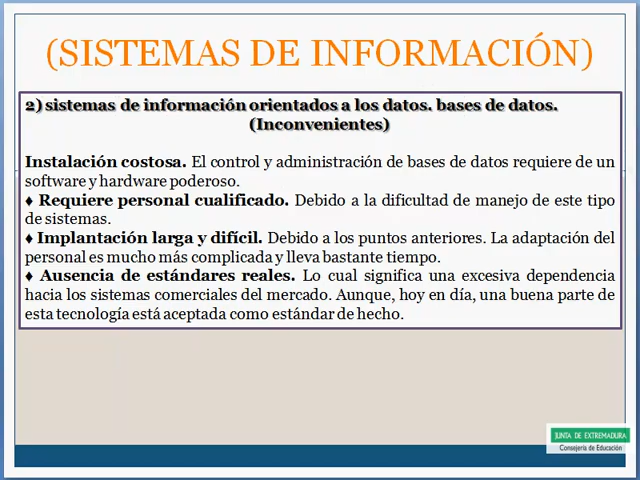 (SISTEMAS DE INFORMACIÓN)
2) sistemas de información orientados a los datos. bases de datos.
(Inconvenientes)
Instalación costosa. El control y administración de bases de datos requiere de un
software y hardware poderoso.
♦ Requiere personal cualificado. Debido a la dificultad de manejo de este tipo
de sistemas.
♦ Implantación larga y difícil. Debido a los puntos anteriores. La adaptación del
personal es mucho más complicada y lleva bastante tiempo.
♦ Ausencia de estándares reales. Lo cual significa una excesiva dependencia
hacia los sistemas comerciales del mercado. Aunque, hoy en día, una buena parte de
esta tecnología está aceptada como estándar de hecho.
JUNTA DE EXTREMADURA
Consejería de Educación